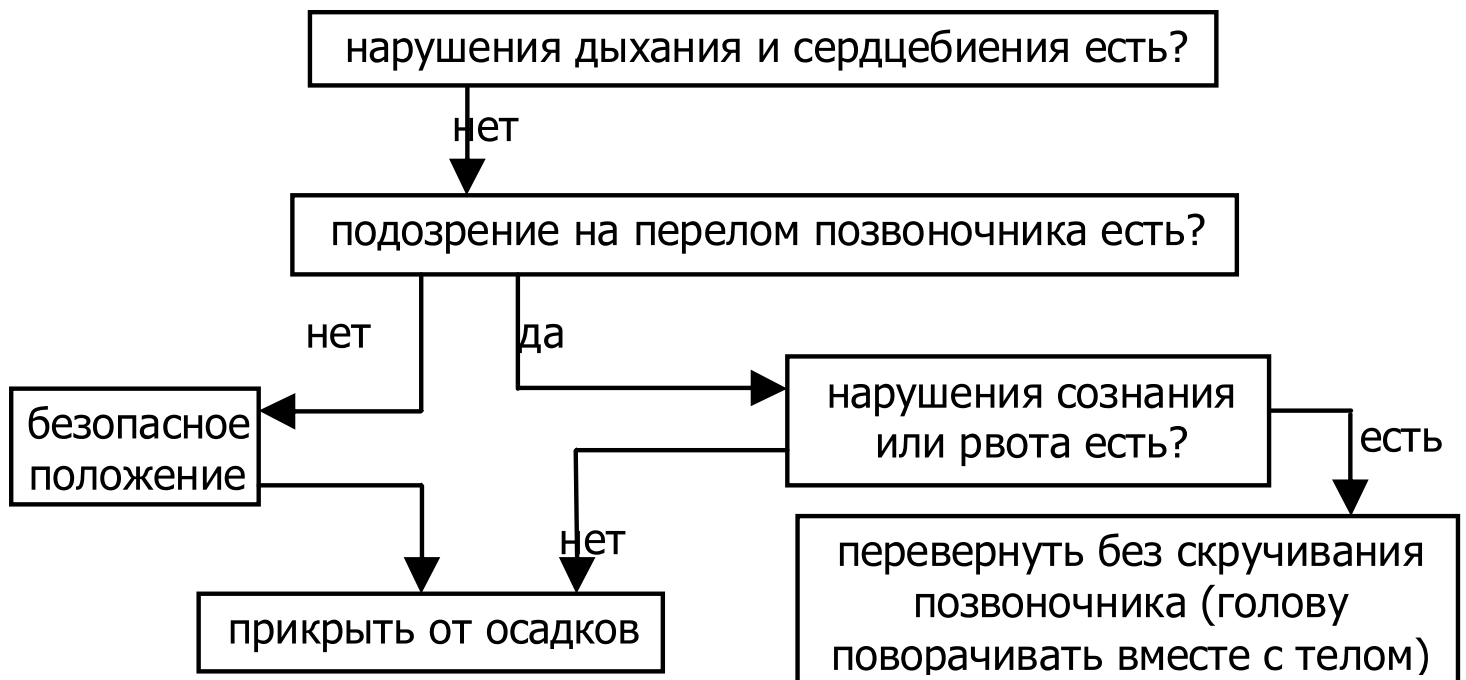 нарушения дыхания и сердцебиения есть?
нет
подозрение на перелом позвоночника есть?
нет
да
безопасное
положение
нарушения сознания
или рвота есть?
есть
нет
прикрыть от осадков
перевернуть без скручивания
позвоночника (голову
поворачивать вместе с телом)